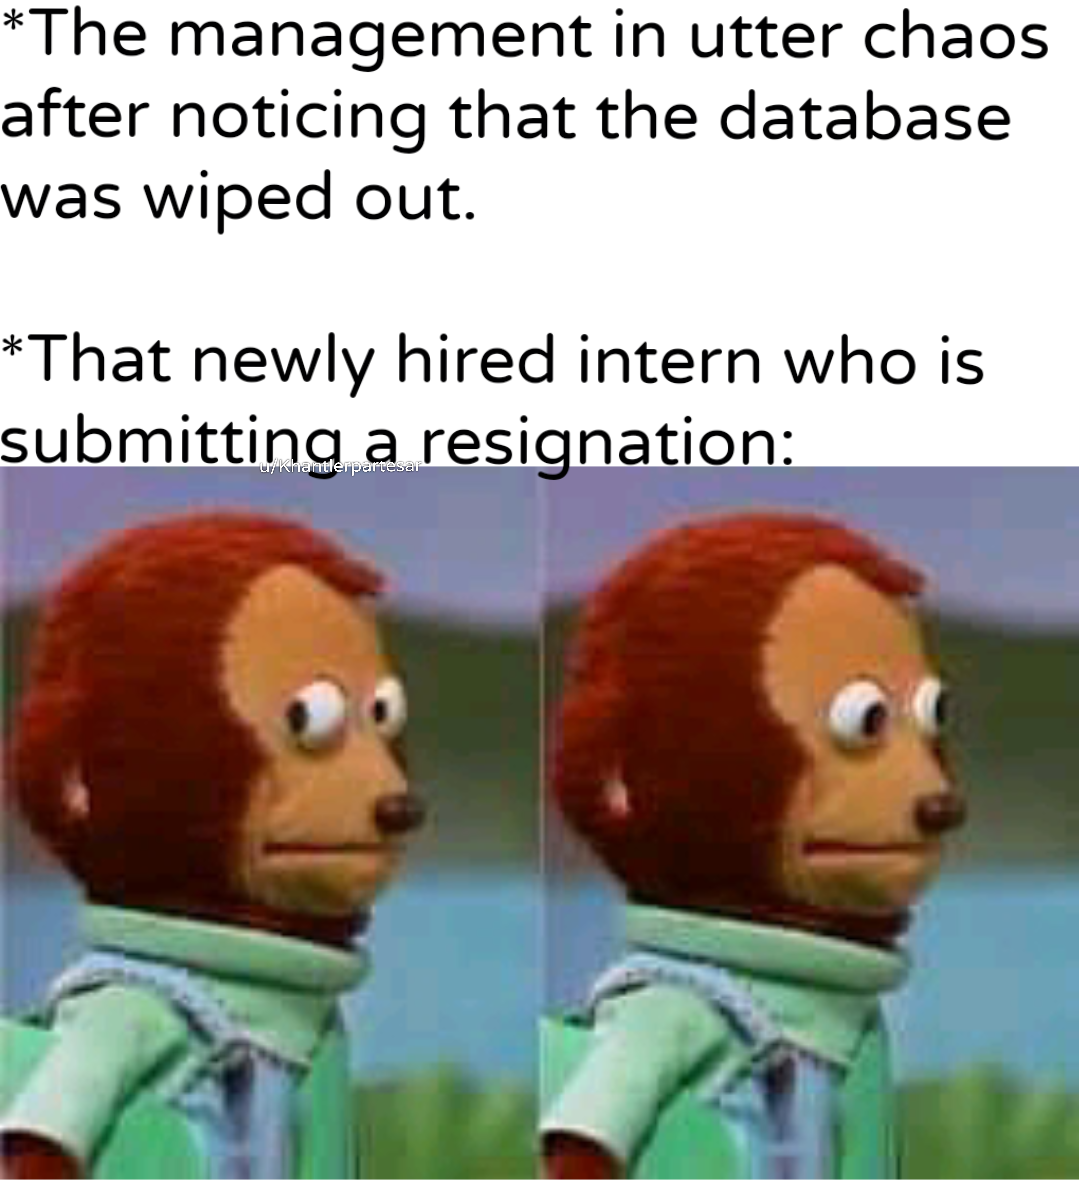 *The management in utter chaos
after noticing that the database
was wiped out.
*That newly hired intern who is
submitting a resignation:
u/Khantlerpartesar